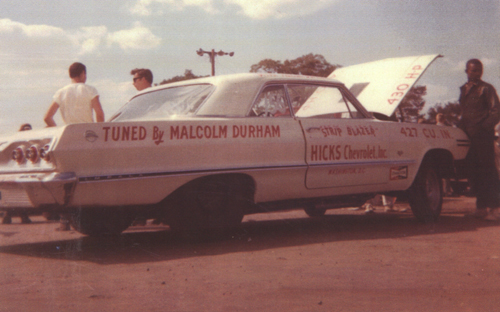 430 HP
TUNED By MALCOLM DURHAM
"STRIP BLAZER"
427 CU. IN.
HICKS Chevrolet, Inc.